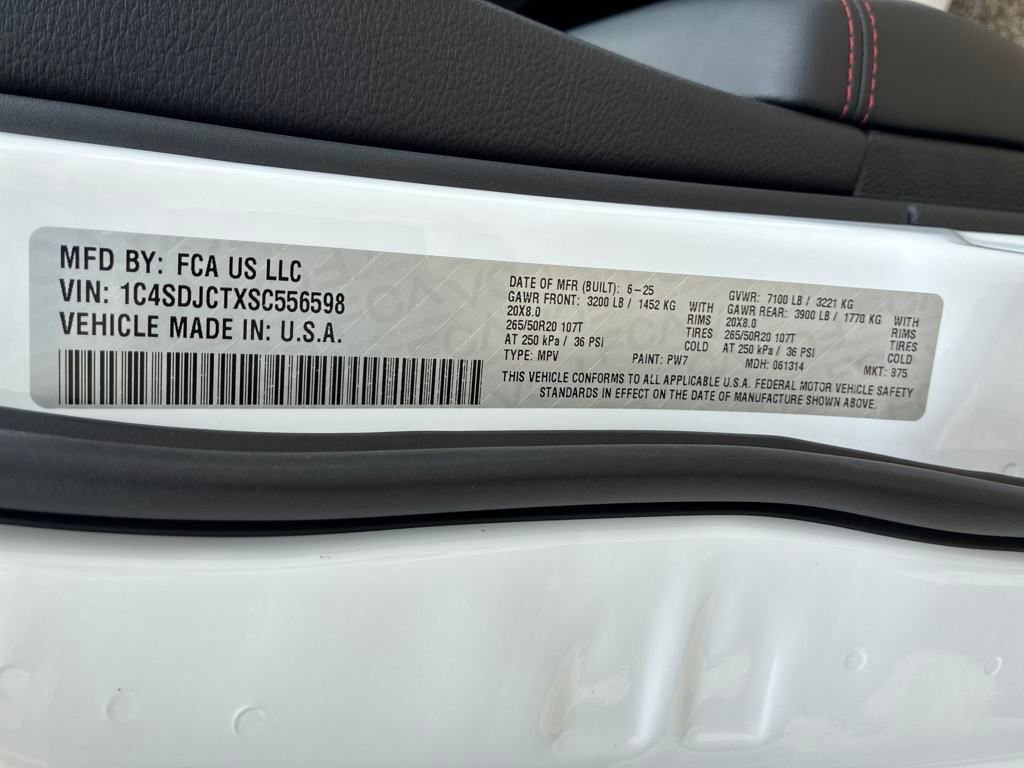 MFD BY: FCA US LLC
VIN: 1C4SDJCTXSC556598
VEHICLE MADE IN: U.S.A.
DATE OF MFR (BUILT): 6-25
GAWR FRONT: 3200 LB / 1452 KG WITH
20X8.0 RIMS
265/50R20 107T TIRES
AT 250 kPa / 36 PSI COLD
TYPE: MPV PAINT: PW7
GVWR: 7100 LB / 3221 KG
GAWR REAR: 3900 LB / 1770 KG WITH
20X8.0 RIMS
265/50R20 107T TIRES
AT 250 kPa / 36 PSI COLD
MDH: 061314 MKT: 975
THIS VEHICLE CONFORMS TO ALL APPLICABLE U.S.A. FEDERAL MOTOR VEHICLE SAFETY
STANDARDS IN EFFECT ON THE DATE OF MANUFACTURE SHOWN ABOVE.